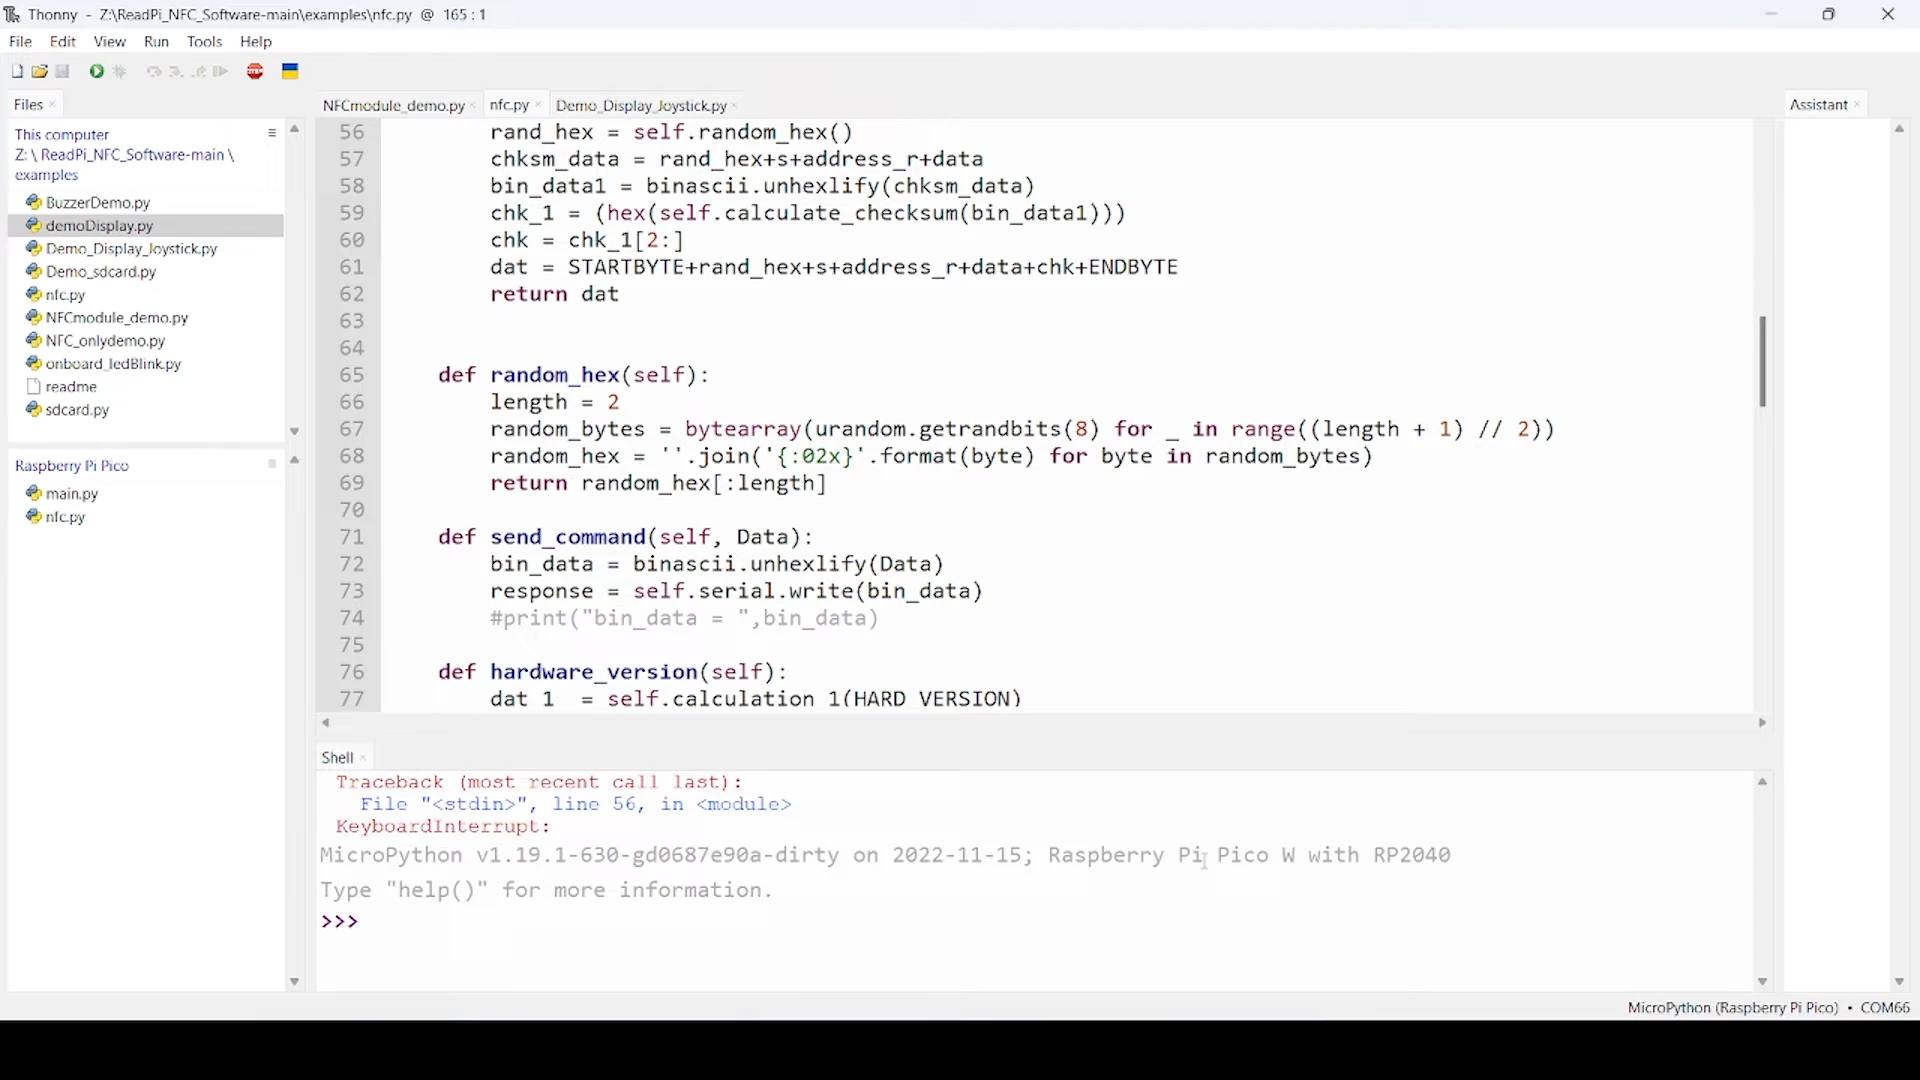 Thonny - Z:\ReadPi_NFC_Software-main\examples\nfc.py @ 165 : 1
File Edit View Run Tools Help
Files
This computer
Z: \ ReadPi_NFC_Software-main \
examples
BuzzerDemo.py
demoDisplay.py
Demo_Display_Joystick.py
Demo_sdcard.py
nfc.py
NFCmodule_demo.py
NFC_onlydemo.py
onboard_ledBlink.py
readme
sdcard.py
Raspberry Pi Pico
main.py
nfc.py
NFCmodule_demo.py nfc.py Demo_Display_Joystick.py
56 rand_hex = self.random_hex()
57 chksm_data = rand_hex+s+address_r+data
58 bin_data1 = binascii.unhexlify(chksm_data)
59 chk_1 = (hex(self.calculate_checksum(bin_data1)))
60 chk = chk_1[2:]
61 dat = STARTBYTE+rand_hex+s+address_r+data+chk+ENDBYTE
62 return dat
63
64
65 def random_hex(self):
66 length = 2
67 random_bytes = bytearray(urandom.getrandbits(8) for _ in range((length + 1) // 2))
68 random_hex = ''.join('{:02x}'.format(byte) for byte in random_bytes)
69 return random_hex[:length]
70
71 def send_command(self, Data):
72 bin_data = binascii.unhexlify(Data)
73 response = self.serial.write(bin_data)
74 #print("bin_data = ",bin_data)
75
76 def hardware_version(self):
77 dat_1 = self.calculation_1(HARD_VERSION)
Shell
Traceback (most recent call last):
File "<stdin>", line 56, in <module>
KeyboardInterrupt:
MicroPython v1.19.1-630-gd0687e90a-dirty on 2022-11-15; Raspberry Pi Pico W with RP2040
Type "help()" for more information.
>>>
Assistant
MicroPython (Raspberry Pi Pico) • COM66